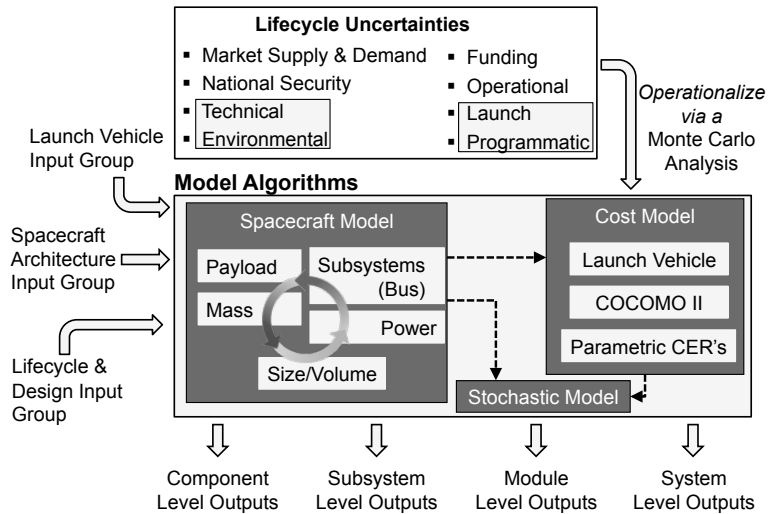 Lifecycle Uncertainties
▪ Market Supply & Demand
▪ National Security
▪ Technical
▪ Environmental
▪ Funding
▪ Operational
▪ Launch
▪ Programmatic
Operationalize
via a
Monte Carlo
Analysis
Launch Vehicle
Input Group
Spacecraft
Architecture
Input Group
Lifecycle &
Design Input
Group
Model Algorithms
Spacecraft Model
Payload
Mass
Subsystems
(Bus)
Power
Size/Volume
Cost Model
Launch Vehicle
COCOMO II
Parametric CER's
Stochastic Model
Component
Level Outputs
Subsystem
Level Outputs
Module
Level Outputs
System
Level Outputs